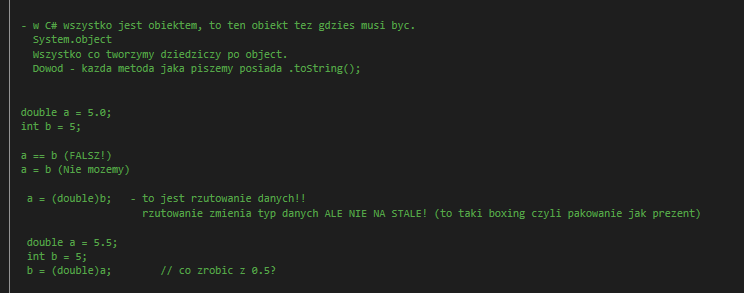 - w C# wszystko jest obiektem, to ten obiekt tez gdzies musi byc.
System.object
Wszystko co tworzymy dziedziczy po object.
Dowod - kazda metoda jaka piszemy posiada .toString();
double a = 5.0;
int b = 5;
a == b (FALSZ!)
a = b (Nie mozemy)
a = (double)b;   - to jest rzutowanie danych!!
rzutowanie zmienia typ danych ALE NIE NA STALE! (to taki boxing czyli pakowanie jak prezent)
double a = 5.5;
int b = 5;
b = (double)a;        // co zrobic z 0.5?